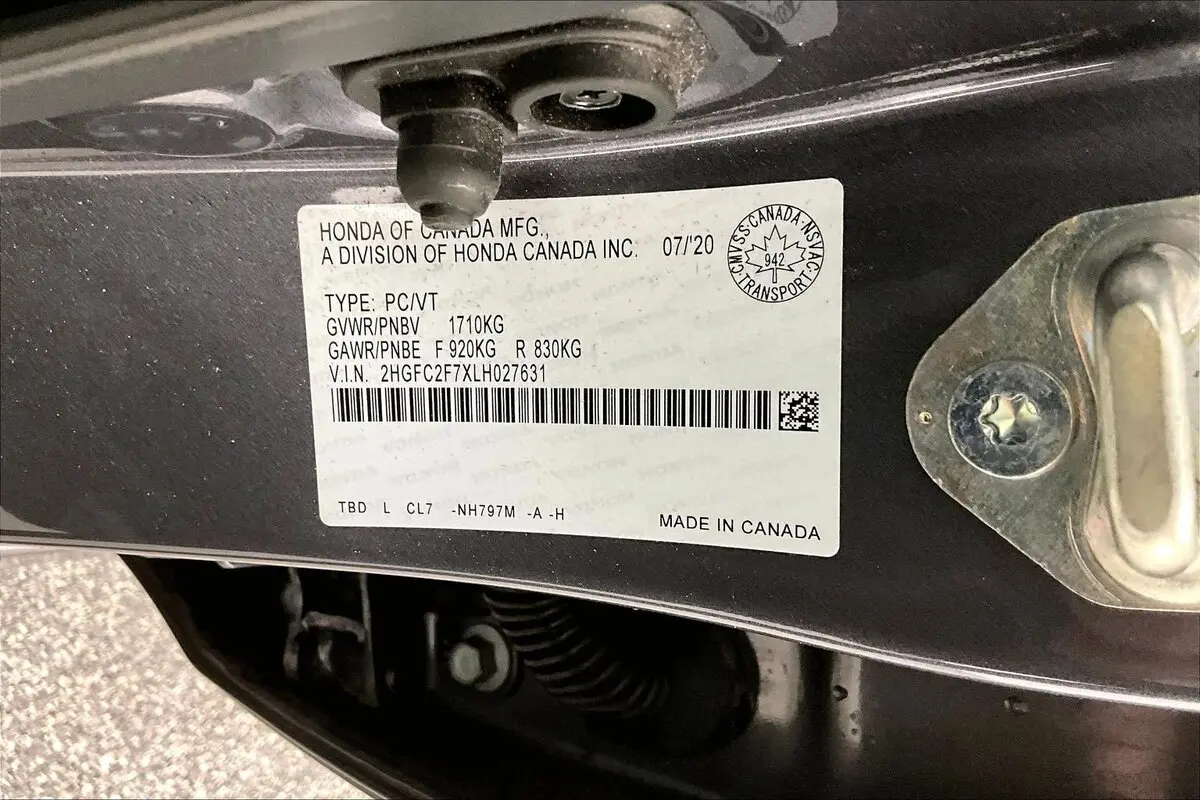 HONDA OF CANADA MFG.,
A DIVISION OF HONDA CANADA INC. 07/'20
CMVSS·CANADA·NSVAC·TRANSPORT·
942
TYPE: PC/VT
GVWR/PNBV 1710KG
GAWR/PNBE F 920KG R 830KG
V.I.N. 2HGFC2F7XLH027631
TBD L CL7 -NH797M -A -H
MADE IN CANADA